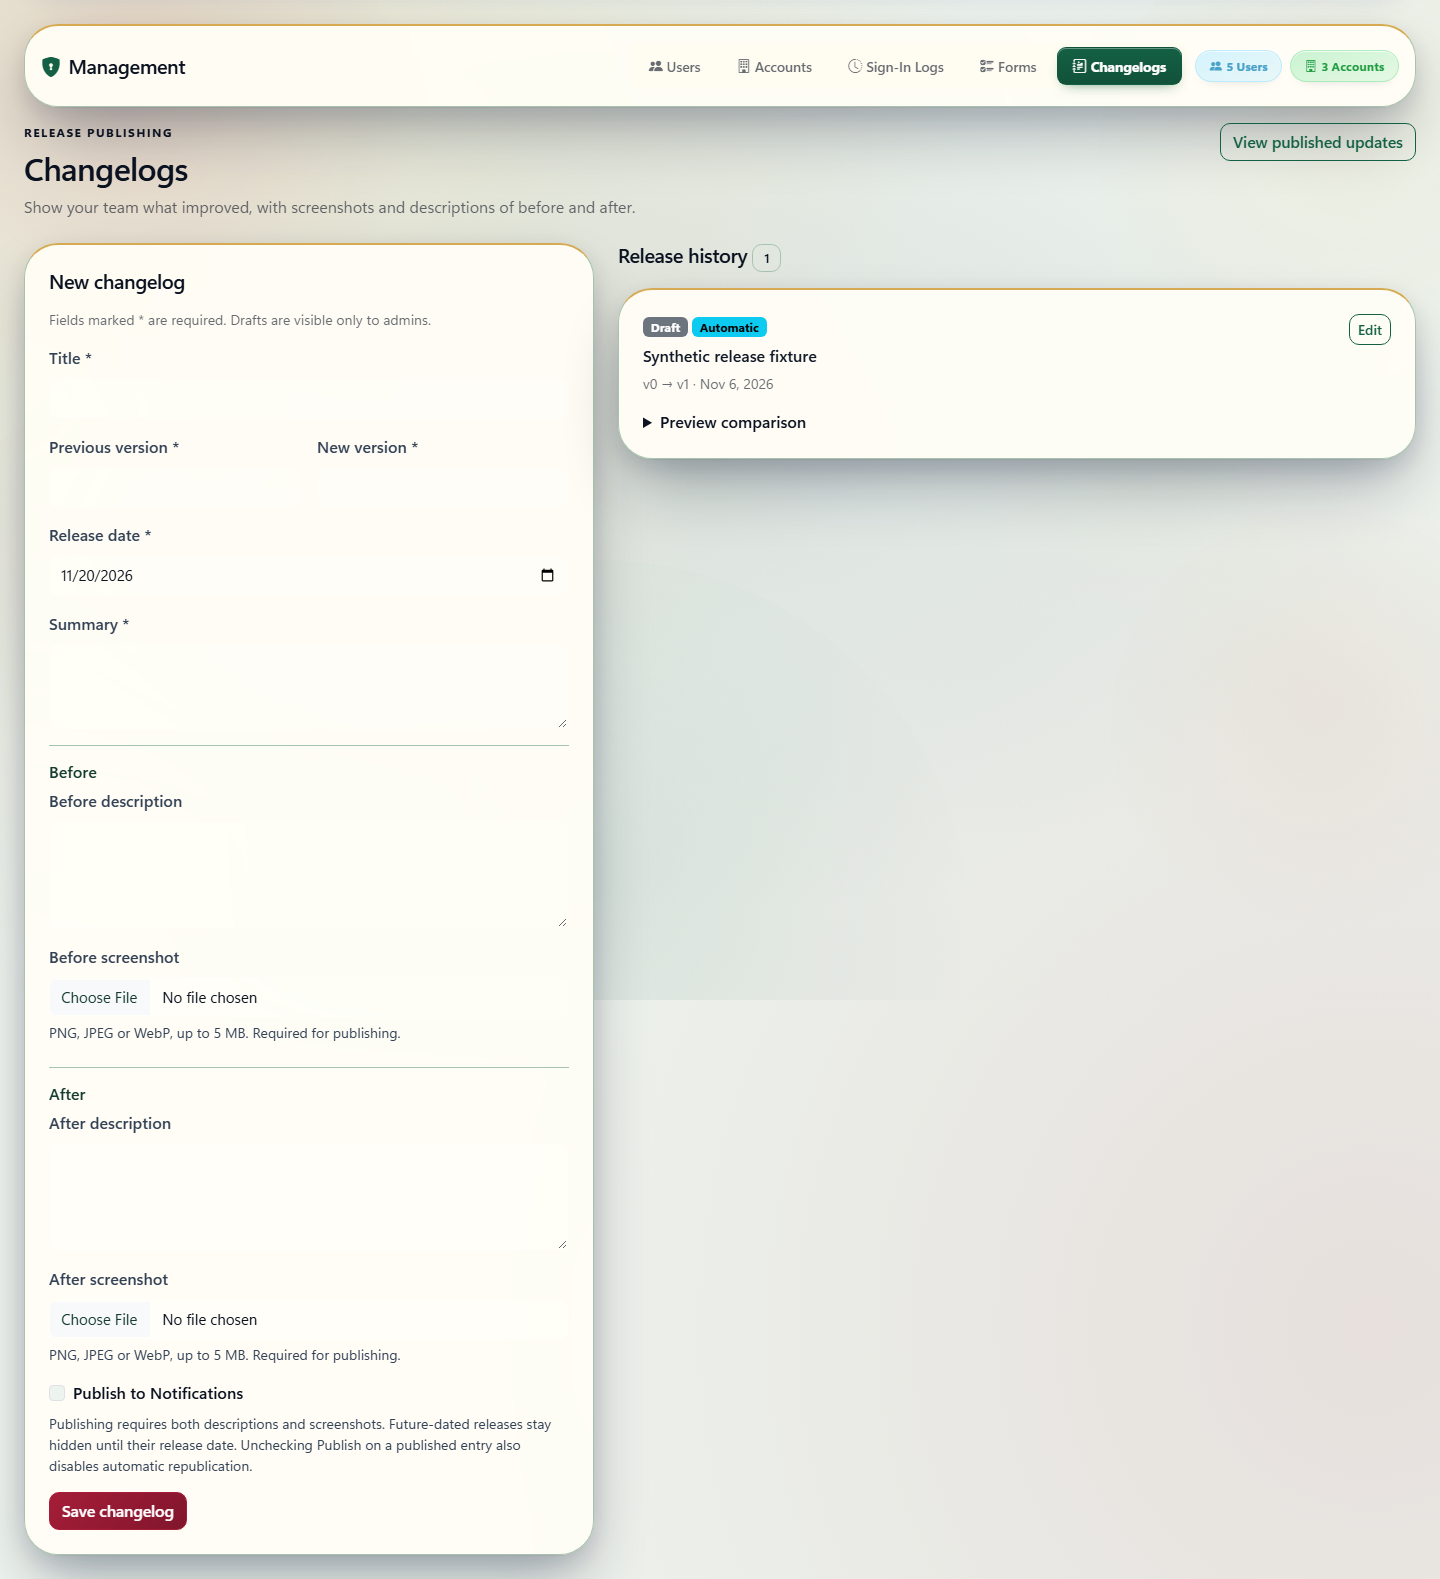 Management
Users
Accounts
Sign-In Logs
Forms
Changelogs
5 Users
3 Accounts
RELEASE PUBLISHING
Changelogs
Show your team what improved, with screenshots and descriptions of before and after.
View published updates
New changelog
Fields marked * are required. Drafts are visible only to admins.
Title *
Previous version *
New version *
Release date *
11/20/2026
Summary *
Before
Before description
Before screenshot
Choose File No file chosen
PNG, JPEG or WebP, up to 5 MB. Required for publishing.
After
After description
After screenshot
Choose File No file chosen
PNG, JPEG or WebP, up to 5 MB. Required for publishing.
Publish to Notifications
Publishing requires both descriptions and screenshots. Future-dated releases stay
hidden until their release date. Unchecking Publish on a published entry also
disables automatic republication.
Save changelog
Release history 1
Draft Automatic
Edit
Synthetic release fixture
v0 → v1 · Nov 6, 2026
Preview comparison